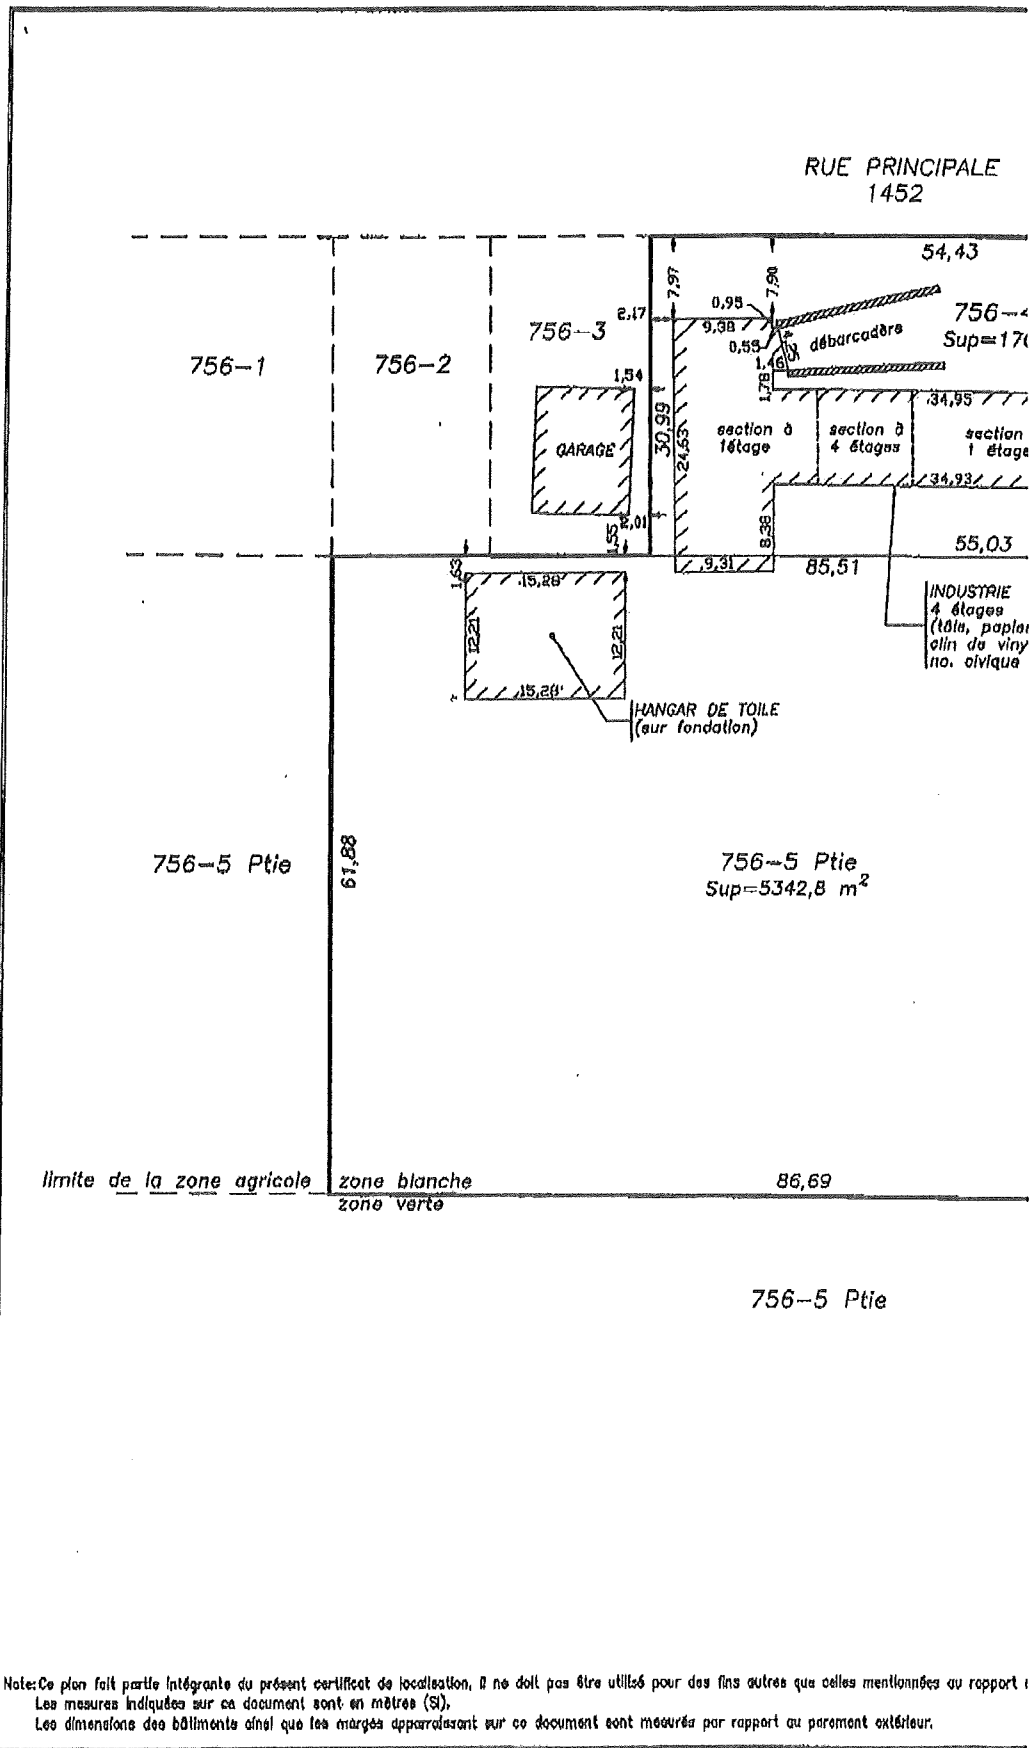 RUE PRINCIPALE
1452
54,43
7,97
7,90
0,95
9,38
0,55
débarcadère
1,46
1,78
756-
Sup=17
756-1
756-2
756-3
2,17
1,54
GARAGE
30,99
24,63
2,01
1,55
section à
1étage
section à
4 étages
section
1 étage
34,95
34,93
8,38
9,31
85,51
55,03
INDUSTRIE
4 étages
(tôle, papier
clin de viny
no. civique
1,63
15,28
12,21
12,21
15,28
HANGAR DE TOILE
(sur fondation)
756-5 Ptie
61,88
756-5 Ptie
Sup=5342,8 m²
limite de la zone agricole
zone blanche
zone verte
86,69
756-5 Ptie
Note: Ce plan fait partie intégrante du présent certificat de localisation, il ne doit pas être utilisé pour des fins autres que celles mentionnées au rapport
Les mesures indiquées sur ce document sont en mètres (SI).
Les dimensions des bâtiments ainsi que les marges apparaissant sur ce document sont mesurés par rapport au parement extérieur.